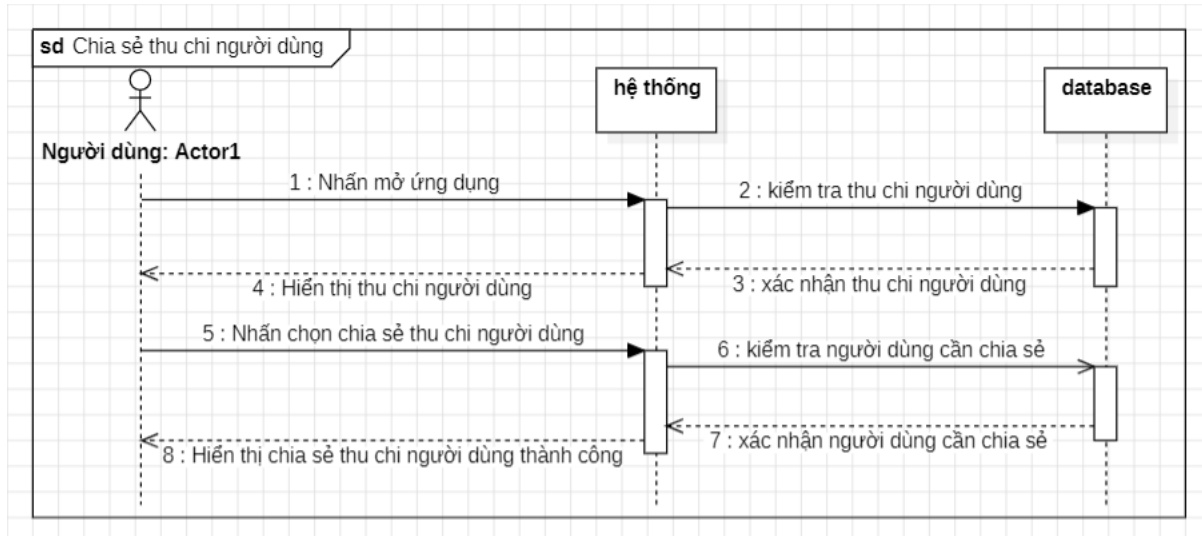 sd Chia sẻ thu chi người dùng
hệ thống
database
Người dùng: Actor1
1 : Nhấn mở ứng dụng
2 : kiểm tra thu chi người dùng
3 : xác nhận thu chi người dùng
4 : Hiển thị thu chi người dùng
5 : Nhấn chọn chia sẻ thu chi người dùng
6 : kiểm tra người dùng cần chia sẻ
7 : xác nhận người dùng cần chia sẻ
8 : Hiển thị chia sẻ thu chi người dùng thành công